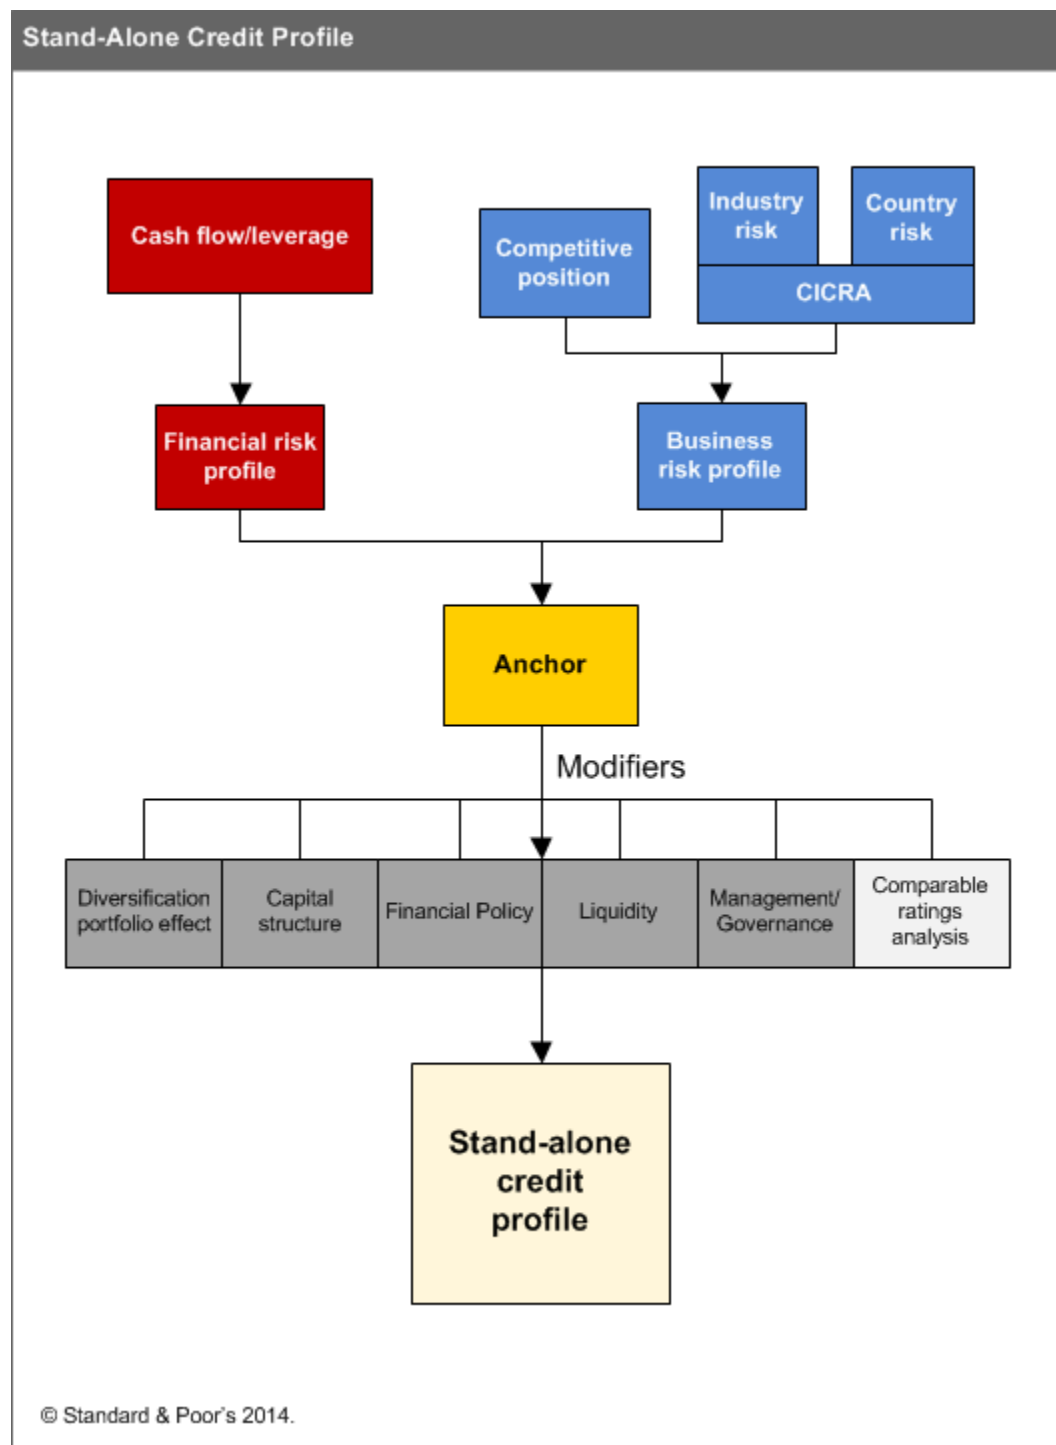 Stand-Alone Credit Profile
Cash flow/leverage
Competitive
position
Industry
risk
Country
risk
CICRA
Financial risk
profile
Business
risk profile
Anchor
Modifiers
Diversification
portfolio effect
Capital
structure
Financial Policy
Liquidity
Management/
Governance
Comparable
ratings
analysis
Stand-alone
credit
profile
© Standard & Poor's 2014.